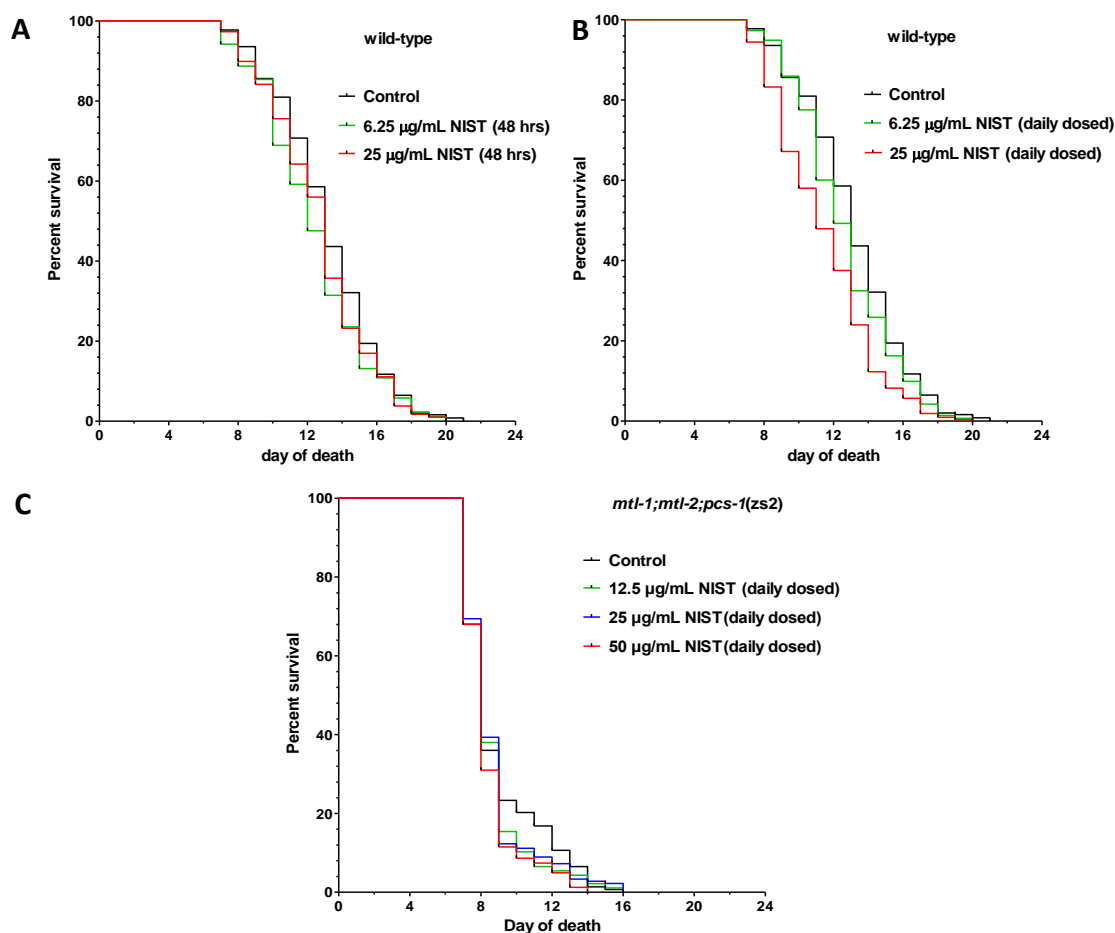 A
wild-type
Control
6.25 µg/mL NIST (48 hrs)
25 µg/mL NIST (48 hrs)
Percent survival
100
80
60
40
20
0
0 4 8 12 16 20 24
day of death
B
wild-type
Control
6.25 µg/mL NIST (daily dosed)
25 µg/mL NIST (daily dosed)
Percent survival
100
80
60
40
20
0
0 4 8 12 16 20 24
day of death
C
mtl-1;mtl-2;pcs-1(zs2)
Control
12.5 µg/mL NIST (daily dosed)
25 µg/mL NIST(daily dosed)
50 µg/mL NIST(daily dosed)
Percent survival
100
80
60
40
20
0
0 4 8 12 16 20 24
Day of death